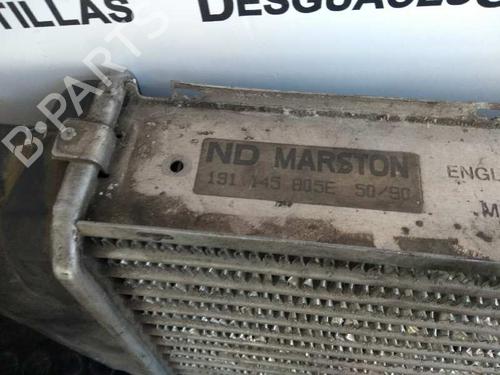 TILLAS DESGUACES
ND MARSTON
191 145 805E 50/90
ENGL
M
B-PARTS